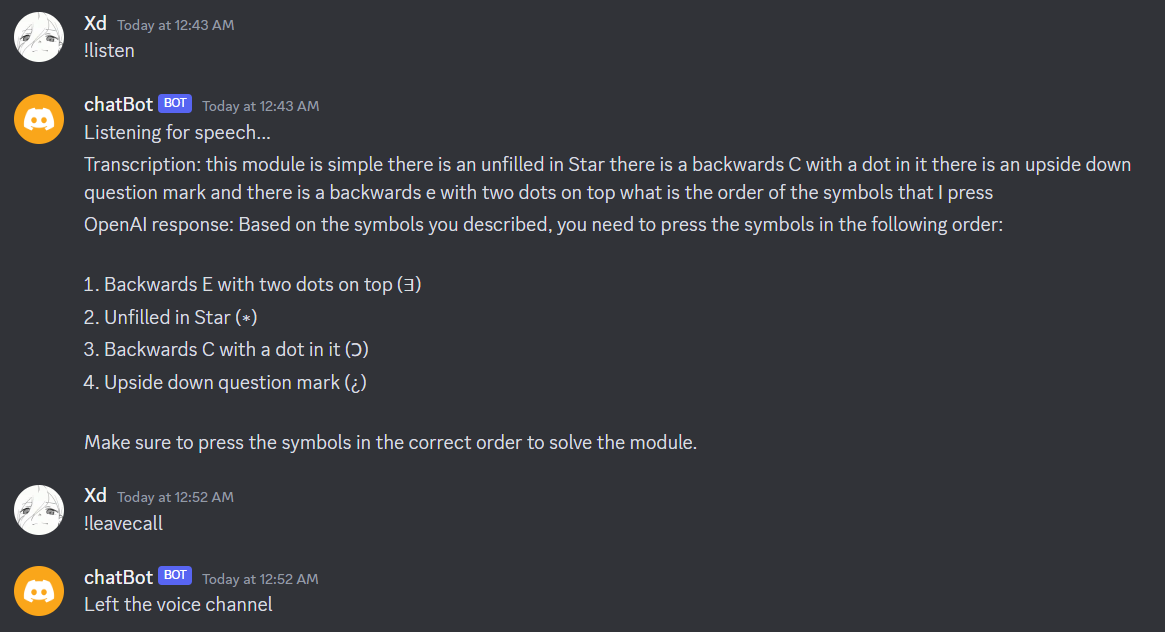 Xd Today at 12:43 AM
!listen
chatBot BOT Today at 12:43 AM
Listening for speech...
Transcription: this module is simple there is an unfilled in Star there is a backwards C with a dot in it there is an upside down
question mark and there is a backwards e with two dots on top what is the order of the symbols that I press
OpenAI response: Based on the symbols you described, you need to press the symbols in the following order:
1. Backwards E with two dots on top (∃)
2. Unfilled in Star (*)
3. Backwards C with a dot in it (Ↄ)
4. Upside down question mark (¿)
Make sure to press the symbols in the correct order to solve the module.
Xd Today at 12:52 AM
!leavecall
chatBot BOT Today at 12:52 AM
Left the voice channel